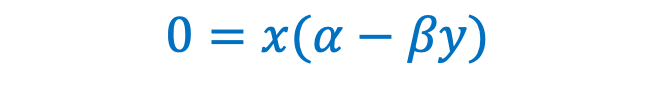 0 = x(α − βy)